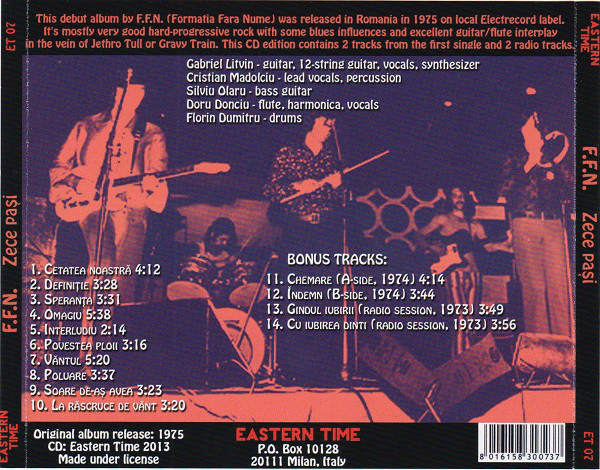 This debut album by F.F.N. (Formatia Fara Nume) was released in Romania in 1975 on local Electrecord label.
It's mostly very good hard-progressive rock with some blues influences and excellent guitar/flute interplay
in the vein of Jethro Tull or Gravy Train. This CD edition contains 2 tracks from the first single and 2 radio tracks.
Gabriel Litvin - guitar, 12-string guitar, vocals, synthesizer
Cristian Madolciu - lead vocals, percussion
Silviu Olaru - bass guitar
Doru Donciu - flute, harmonica, vocals
Florin Dumitru - drums
1. Cetatea noastră 4:12
2. Definiție 3:28
3. Speranța 3:31
4. Omagiu 5:38
5. Interludiu 2:14
6. Povestea ploii 3:16
7. Vântul 5:20
8. Poluare 3:37
9. Soare de-aș avea 3:23
10. La răscruce de vânt 3:20
BONUS TRACKS:
11. Chemare (A-side, 1974) 4:14
12. Îndemn (B-side, 1974) 3:44
13. Gindul iubirii (radio session, 1973) 3:49
14. Cu iubirea dinti (radio session, 1973) 3:56
Original album release: 1975
CD: Eastern Time 2013
Made under license
EASTERN TIME
P.O. Box 10128
20111 Milan, Italy
8 016158 300737
ET 07
F.F.N. Zece pași
EASTERN
TIME
EASTERN
TIME
F.F.N. Zece pași
ET 07